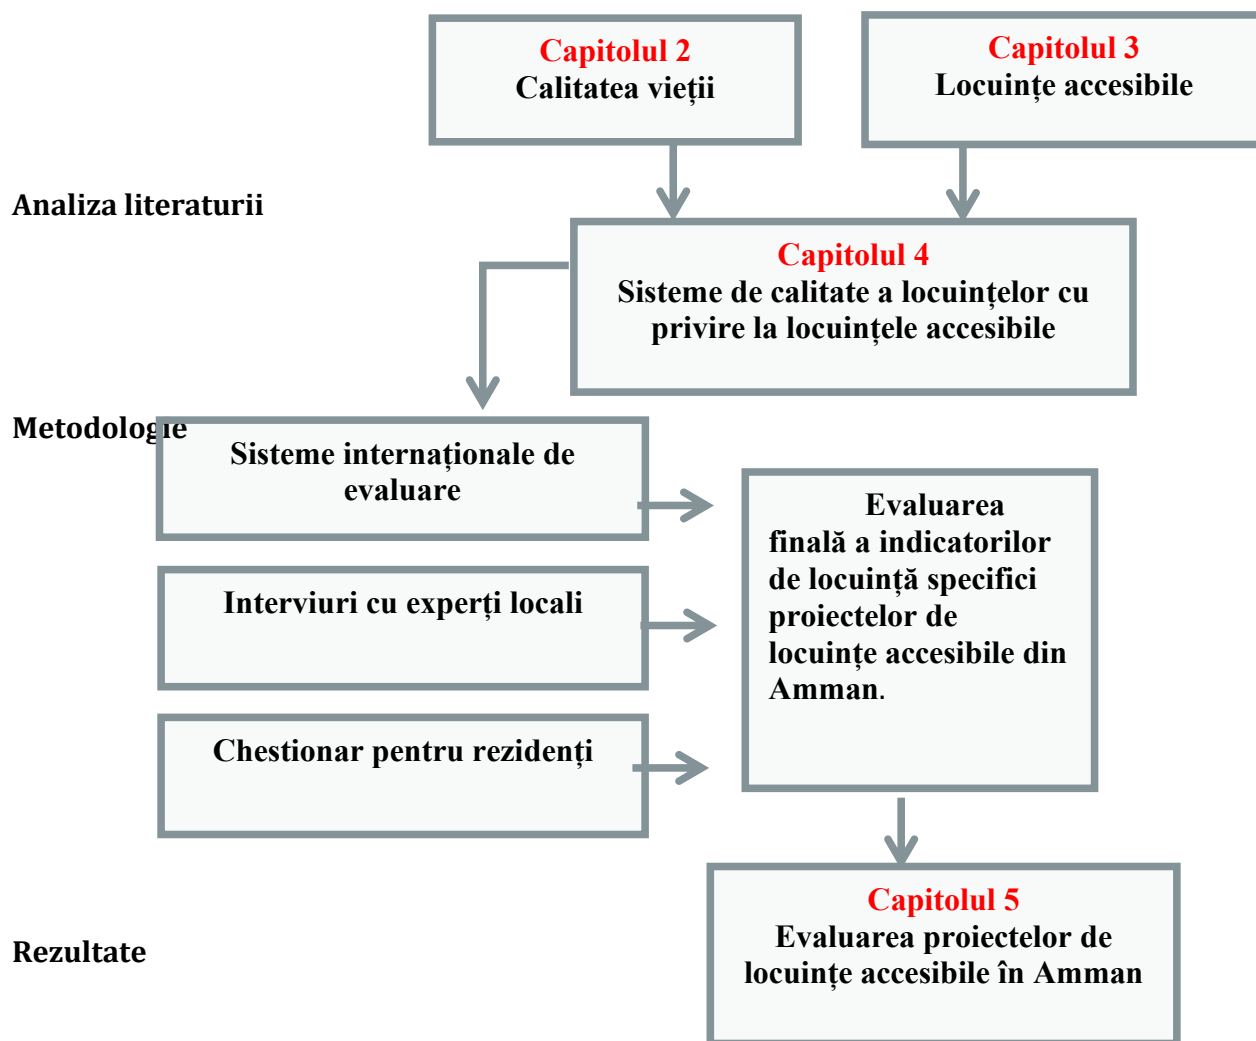 Capitolul 2
Calitatea vieții
Capitolul 3
Locuințe accesibile
Analiza literaturii
Capitolul 4
Sisteme de calitate a locuințelor cu
privire la locuințele accesibile
Metodologie
Sisteme internaționale de
evaluare
Interviuri cu experți locali
Chestionar pentru rezidenți
Evaluarea
finală a indicatorilor
de locuință specifici
proiectelor de
locuințe accesibile din
Amman.
Rezultate
Capitolul 5
Evaluarea proiectelor de
locuințe accesibile în Amman